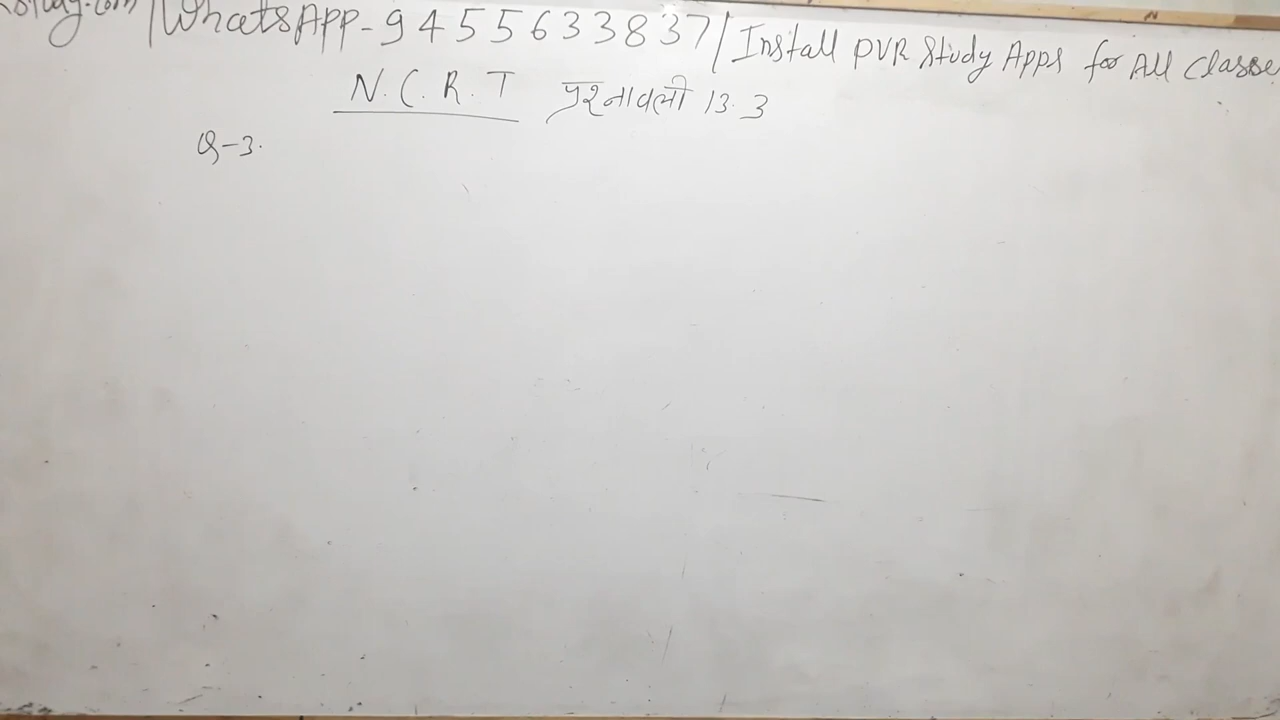 /WhatsApp-9455633837/Install PVR Study Apps for All Classe
N.C.R.T प्रश्नावली 13.3
Q-3.